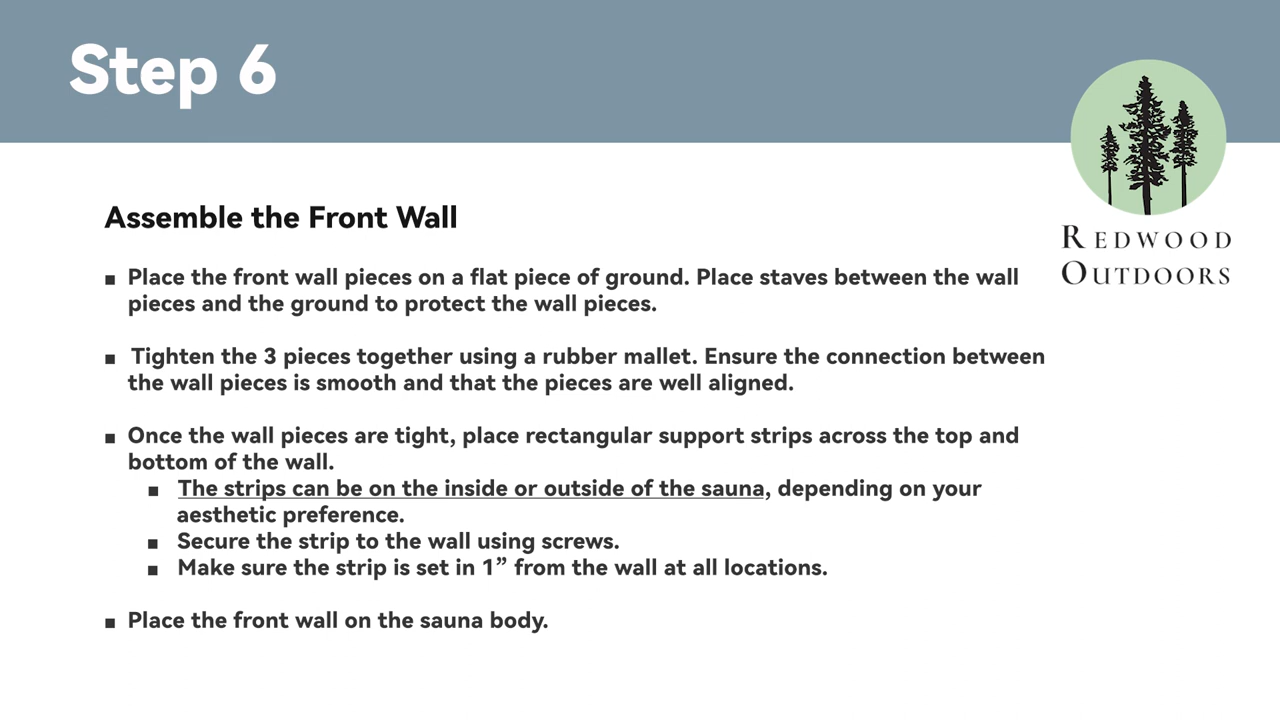 Step 6
REDWOOD
OUTDOORS
Assemble the Front Wall
▪ Place the front wall pieces on a flat piece of ground. Place staves between the wall
pieces and the ground to protect the wall pieces.
▪ Tighten the 3 pieces together using a rubber mallet. Ensure the connection between
the wall pieces is smooth and that the pieces are well aligned.
▪ Once the wall pieces are tight, place rectangular support strips across the top and
bottom of the wall.
▪ The strips can be on the inside or outside of the sauna, depending on your
aesthetic preference.
▪ Secure the strip to the wall using screws.
▪ Make sure the strip is set in 1” from the wall at all locations.
▪ Place the front wall on the sauna body.